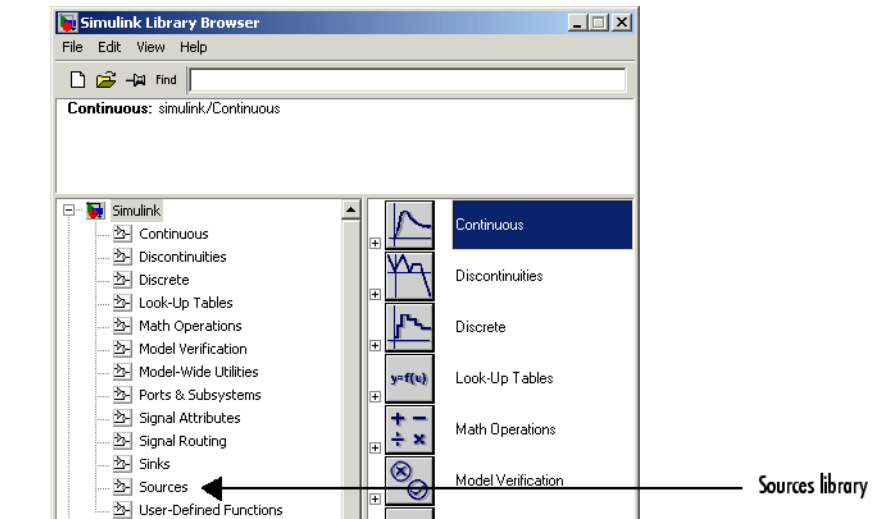 Simulink Library Browser
File Edit View Help
Find
Continuous: simulink/Continuous
Simulink
Continuous
Discontinuities
Discrete
Look-Up Tables
Math Operations
Model Verification
Model-Wide Utilities
Ports & Subsystems
Signal Attributes
Signal Routing
Sinks
Sources
User-Defined Functions
Continuous
Discontinuities
Discrete
y=f(u)
Look-Up Tables
Math Operations
Model Verification
Sources library